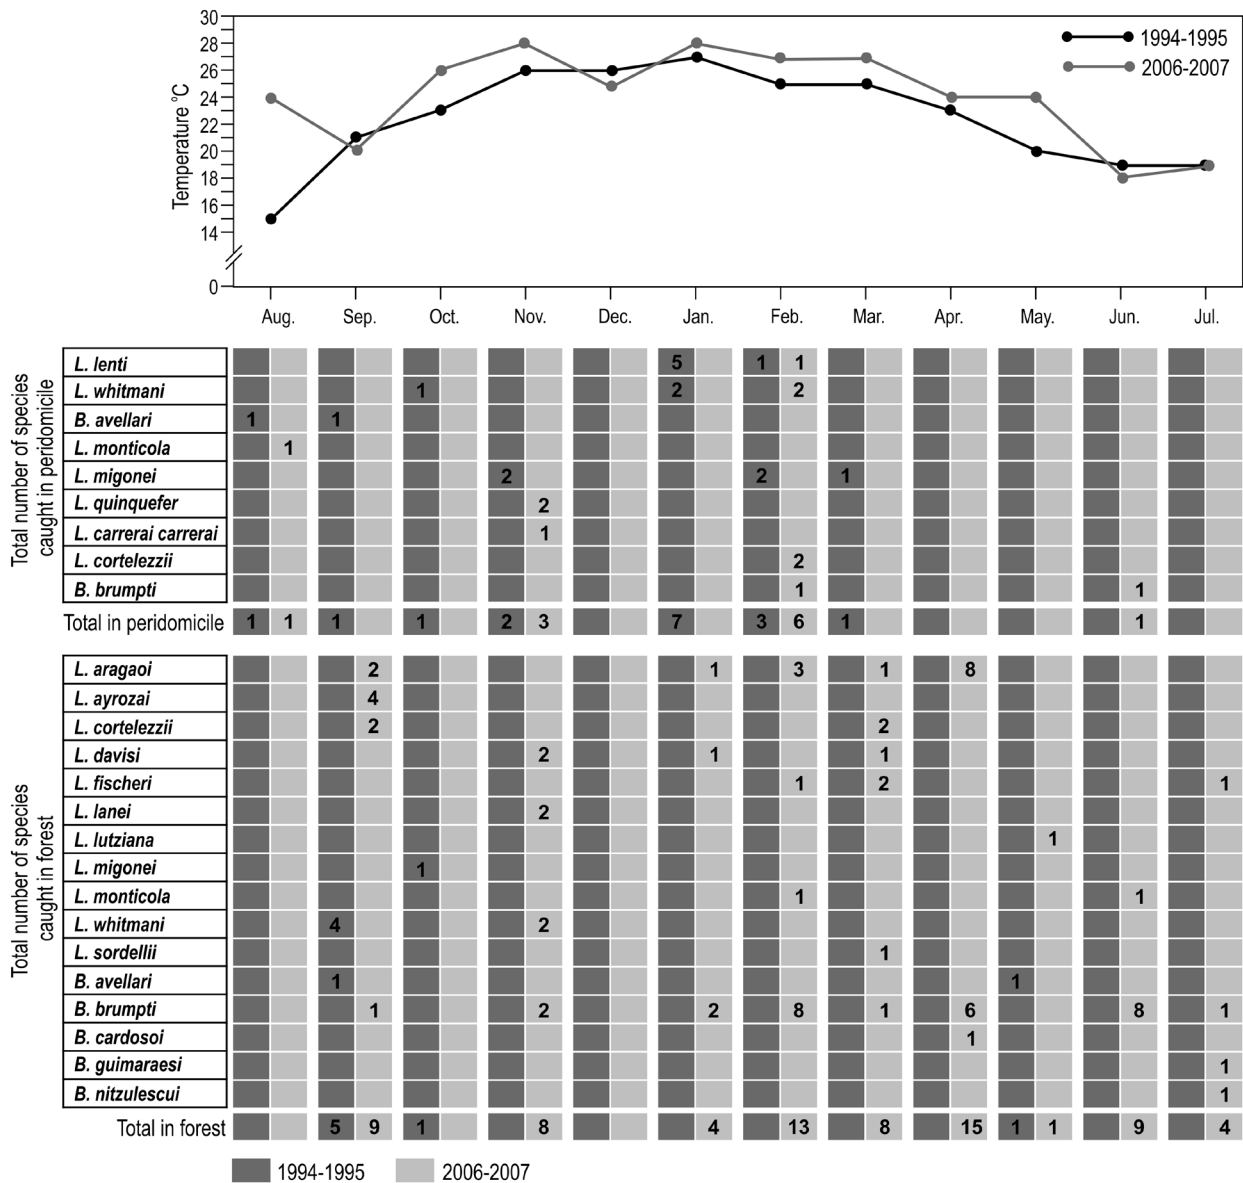 30
28
26
24
22
20
18
16
14
0
Temperature °C
1994-1995
2006-2007
Aug. Sep. Oct. Nov. Dec. Jan. Feb. Mar. Apr. May. Jun. Jul.
Total number of species
caught in peridomicile
L. lenti 5 1 1
L. whitmani 1 2 2
B. avellari 1 1
L. monticola 1
L. migonei 2 2 1
L. quinquefer 2
L. carrerai carrerai 1
L. cortelezzii 2
B. brumpti 1 1
Total in peridomicile 1 1 1 1 2 3 7 3 6 1 1
Total number of species
caught in forest
L. aragaoi 2 1 3 1 8
L. ayrozai 4
L. cortelezzii 2 2
L. davisi 2 1 1
L. fischeri 1 2 1
L. lanei 2
L. lutziana 1
L. migonei 1
L. monticola 1 1
L. whitmani 4 2
L. sordellii 1
B. avellari 1 1
B. brumpti 1 2 2 8 1 6 8 1
B. cardosoi 1
B. guimaraesi 1
B. nitzulescui 1
Total in forest 5 9 1 8 4 13 8 15 1 1 9 4
1994-1995 2006-2007